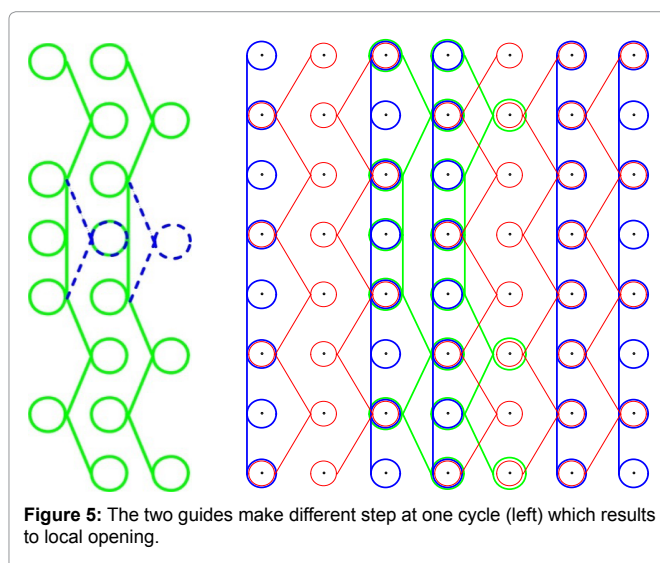 Figure 5: The two guides make different step at one cycle (left) which results
to local opening.